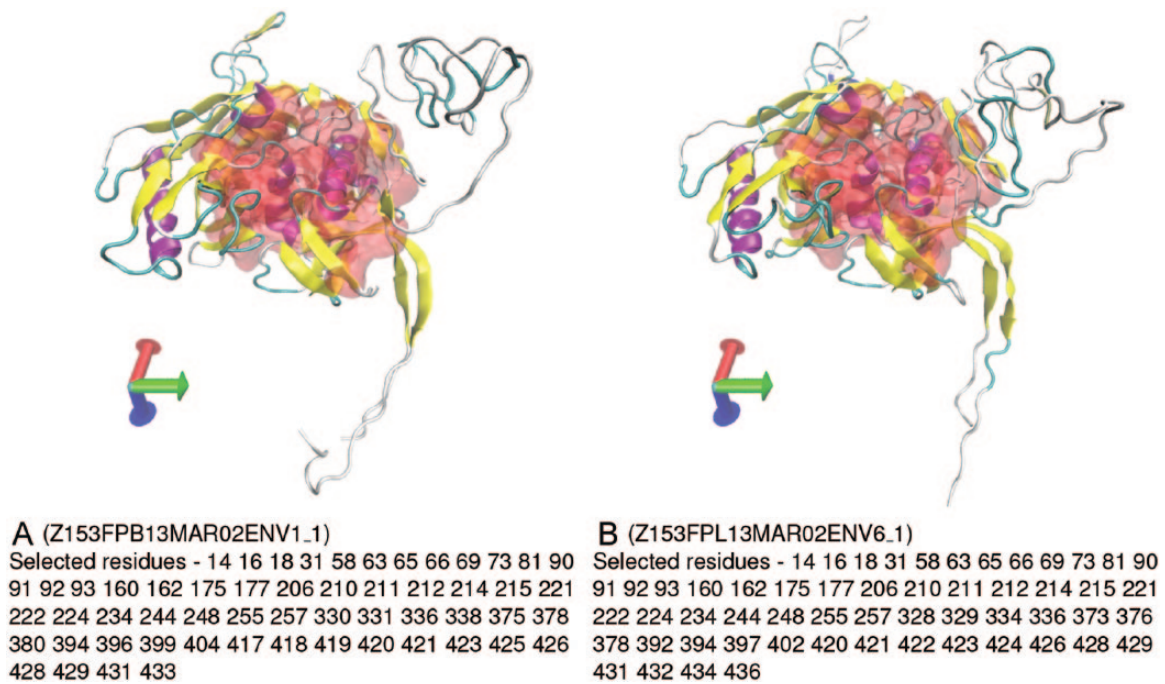 A (Z153FPB13MAR02ENV1_1)
Selected residues - 14 16 18 31 58 63 65 66 69 73 81 90
91 92 93 160 162 175 177 206 210 211 212 214 215 221
222 224 234 244 248 255 257 330 331 336 338 375 378
380 394 396 399 404 417 418 419 420 421 423 425 426
428 429 431 433
B (Z153FPL13MAR02ENV6_1)
Selected residues - 14 16 18 31 58 63 65 66 69 73 81 90
91 92 93 160 162 175 177 206 210 211 212 214 215 221
222 224 234 244 248 255 257 328 329 334 336 373 376
378 392 394 397 402 420 421 422 423 424 426 428 429
431 432 434 436